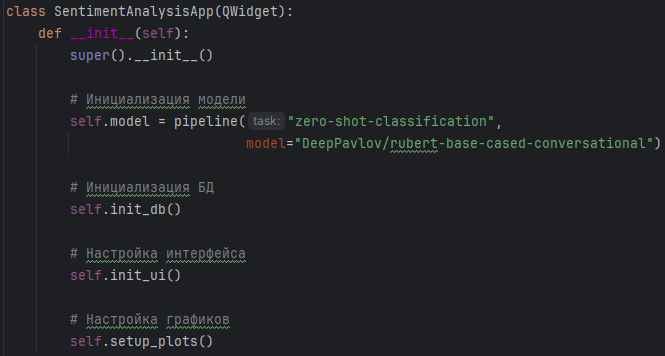 class SentimentAnalysisApp(QWidget):
def __init__(self):
super().__init__()
# Инициализация модели
self.model = pipeline( task: "zero-shot-classification",
model="DeepPavlov/rubert-base-cased-conversational")
# Инициализация БД
self.init_db()
# Настройка интерфейса
self.init_ui()
# Настройка графиков
self.setup_plots()